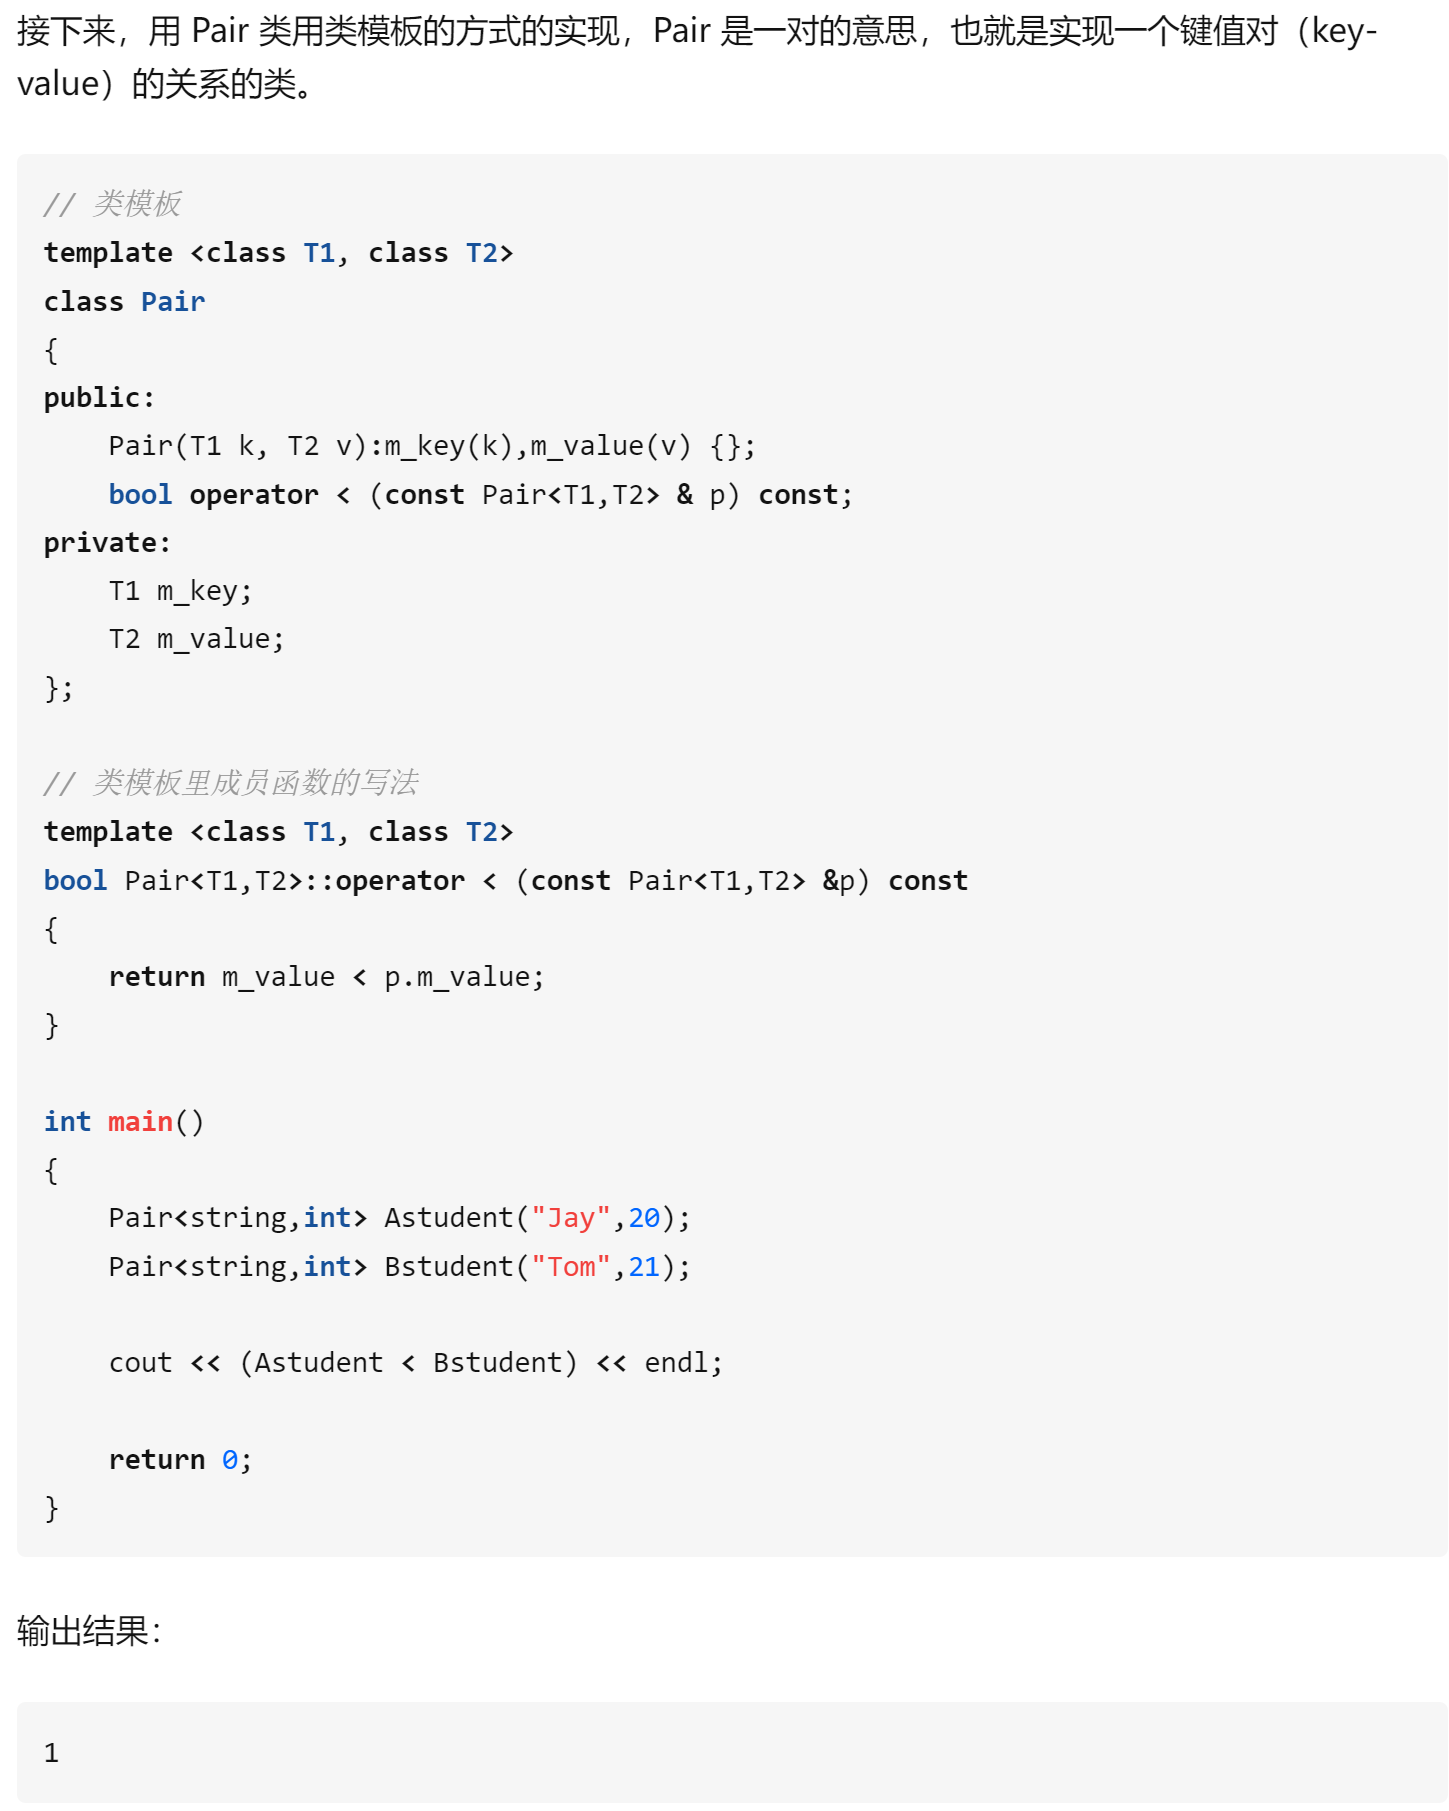 接下来，用 Pair 类用类模板的方式的实现，Pair 是一对的意思，也就是实现一个键值对（key-
value）的关系的类。
// 类模板
template <class T1, class T2>
class Pair
{
public:
    Pair(T1 k, T2 v):m_key(k),m_value(v) {};
    bool operator < (const Pair<T1,T2> & p) const;
private:
    T1 m_key;
    T2 m_value;
};
// 类模板里成员函数的写法
template <class T1, class T2>
bool Pair<T1,T2>::operator < (const Pair<T1,T2> &p) const
{
    return m_value < p.m_value;
}
int main()
{
    Pair<string,int> Astudent("Jay",20);
    Pair<string,int> Bstudent("Tom",21);
    cout << (Astudent < Bstudent) << endl;
    return 0;
}
输出结果：
1